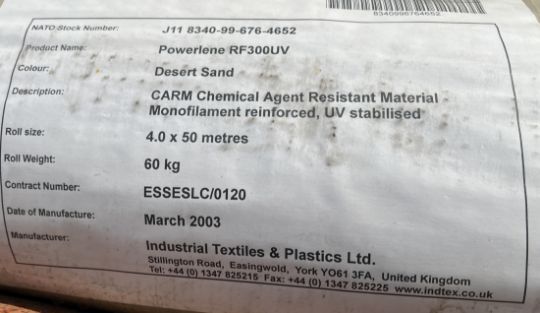 8340996764652
NATO Stock Number: J11 8340-99-676-4652
Product Name: Powerlene RF300UV
Colour: Desert Sand
Description: CARM Chemical Agent Resistant Material
Monofilament reinforced, UV stabilised
Roll size: 4.0 x 50 metres
Roll Weight: 60 kg
Contract Number: ESSESLC/0120
Date of Manufacture: March 2003
Manufacturer: Industrial Textiles & Plastics Ltd.
Stillington Road, Easingwold, York YO61 3FA, United Kingdom
Tel: +44 (0) 1347 825215 Fax: +44 (0) 1347 825225 www.indtex.co.uk